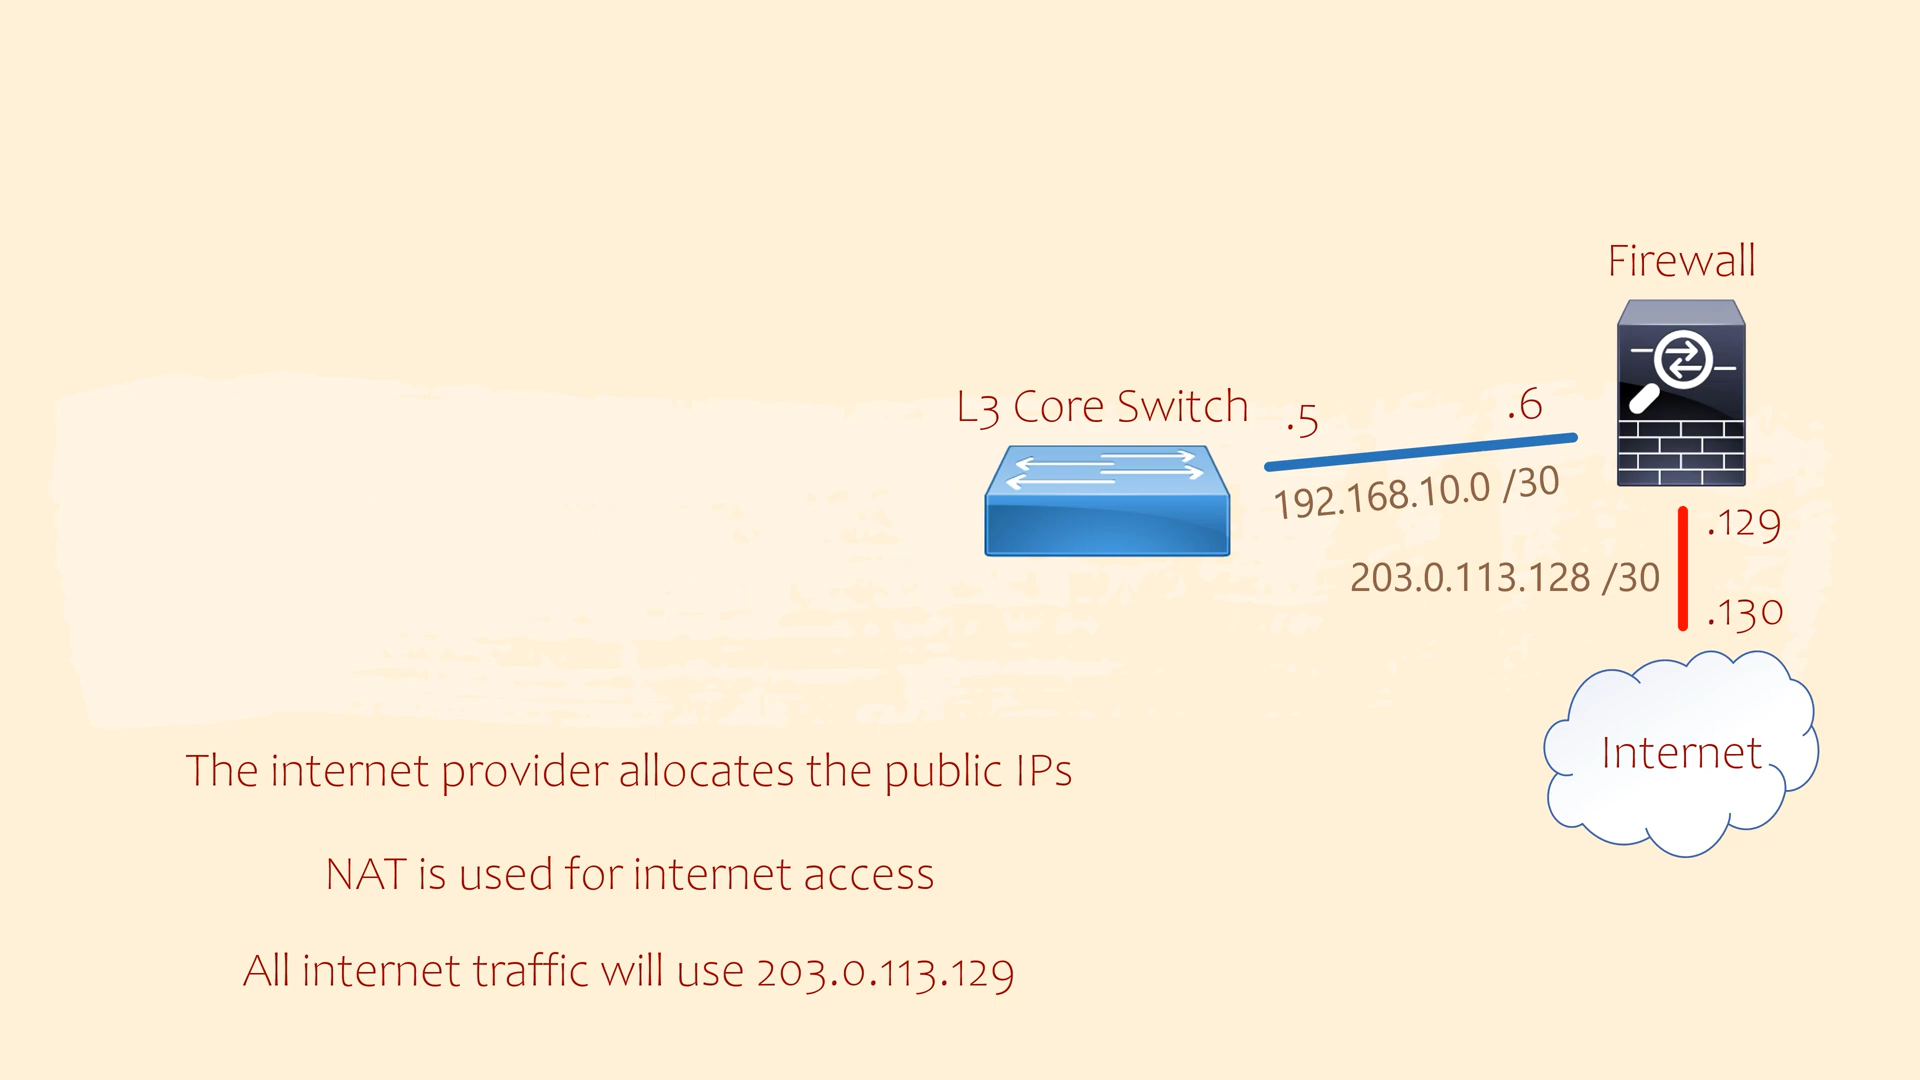 Firewall
L3 Core Switch
.5
.6
192.168.10.0 /30
.129
203.0.113.128 /30
.130
Internet
The internet provider allocates the public IPs
NAT is used for internet access
All internet traffic will use 203.0.113.129